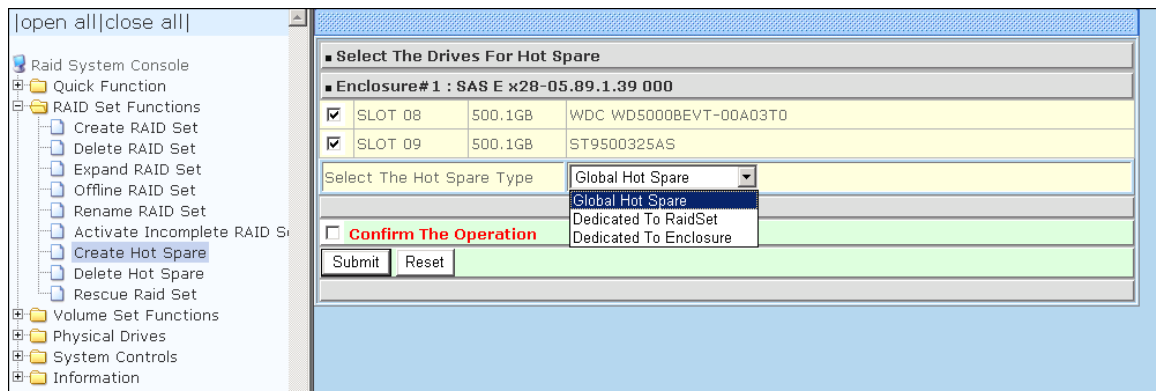 |open all|close all|
Raid System Console
Quick Function
RAID Set Functions
Create RAID Set
Delete RAID Set
Expand RAID Set
Offline RAID Set
Rename RAID Set
Activate Incomplete RAID S
Create Hot Spare
Delete Hot Spare
Rescue Raid Set
Volume Set Functions
Physical Drives
System Controls
Information
Select The Drives For Hot Spare
Enclosure#1 : SAS E x28-05.89.1.39 000
SLOT 08 500.1GB WDC WD5000BEVT-00A03T0
SLOT 09 500.1GB ST9500325AS
Select The Hot Spare Type Global Hot Spare
Global Hot Spare
Dedicated To RaidSet
Dedicated To Enclosure
Confirm The Operation
Submit Reset